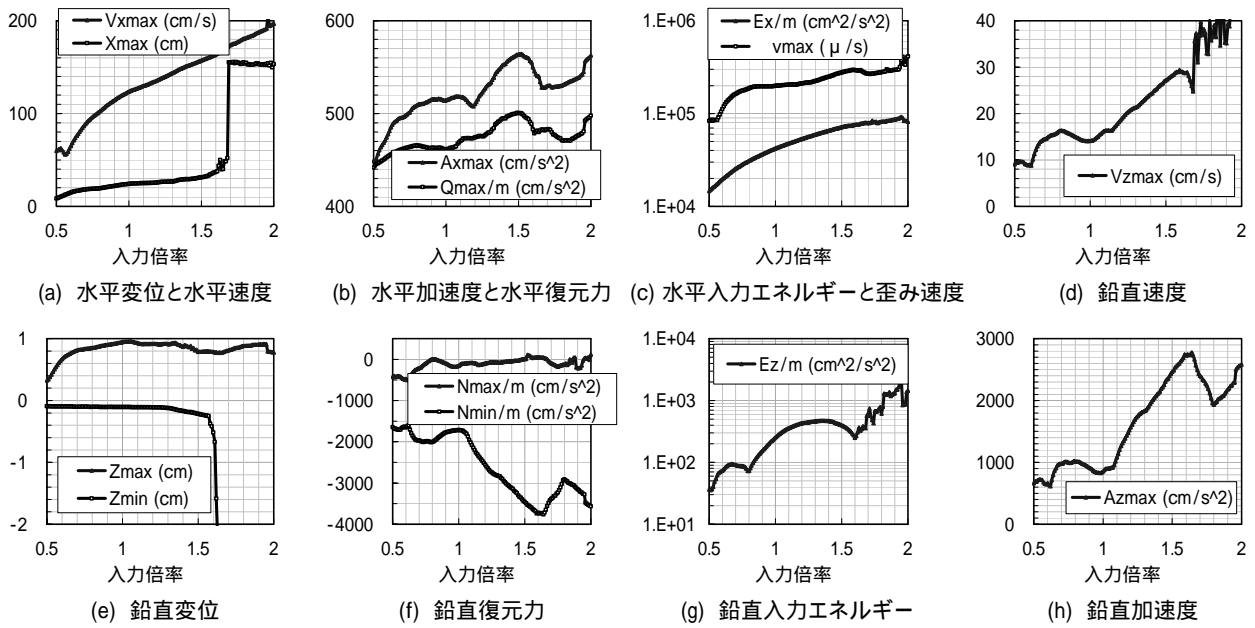 Vxmax (cm/s)
Xmax (cm)
200
100
0
0.5 1 1.5 2
入力倍率
(a) 水平変位と水平速度
600
500
400
Axmax (cm/s^2)
Qmax/m (cm/s^2)
0.5 1 1.5 2
入力倍率
(b) 水平加速度と水平復元力
1.E+06
1.E+05
1.E+04
Ex/m (cm^2/s^2)
vmax (μ/s)
0.5 1 1.5 2
入力倍率
(c) 水平入力エネルギーと歪み速度
40
30
20
10
0
Vzmax (cm/s)
0.5 1 1.5 2
入力倍率
(d) 鉛直速度
1
0
-1
-2
Zmax (cm)
Zmin (cm)
0.5 1 1.5 2
入力倍率
(e) 鉛直変位
0
-1000
-2000
-3000
-4000
Nmax/m (cm/s^2)
Nmin/m (cm/s^2)
0.5 1 1.5 2
入力倍率
(f) 鉛直復元力
1.E+04
1.E+03
1.E+02
1.E+01
Ez/m (cm^2/s^2)
0.5 1 1.5 2
入力倍率
(g) 鉛直入力エネルギー
3000
2000
1000
0
Azmax (cm/s^2)
0.5 1 1.5 2
入力倍率
(h) 鉛直加速度